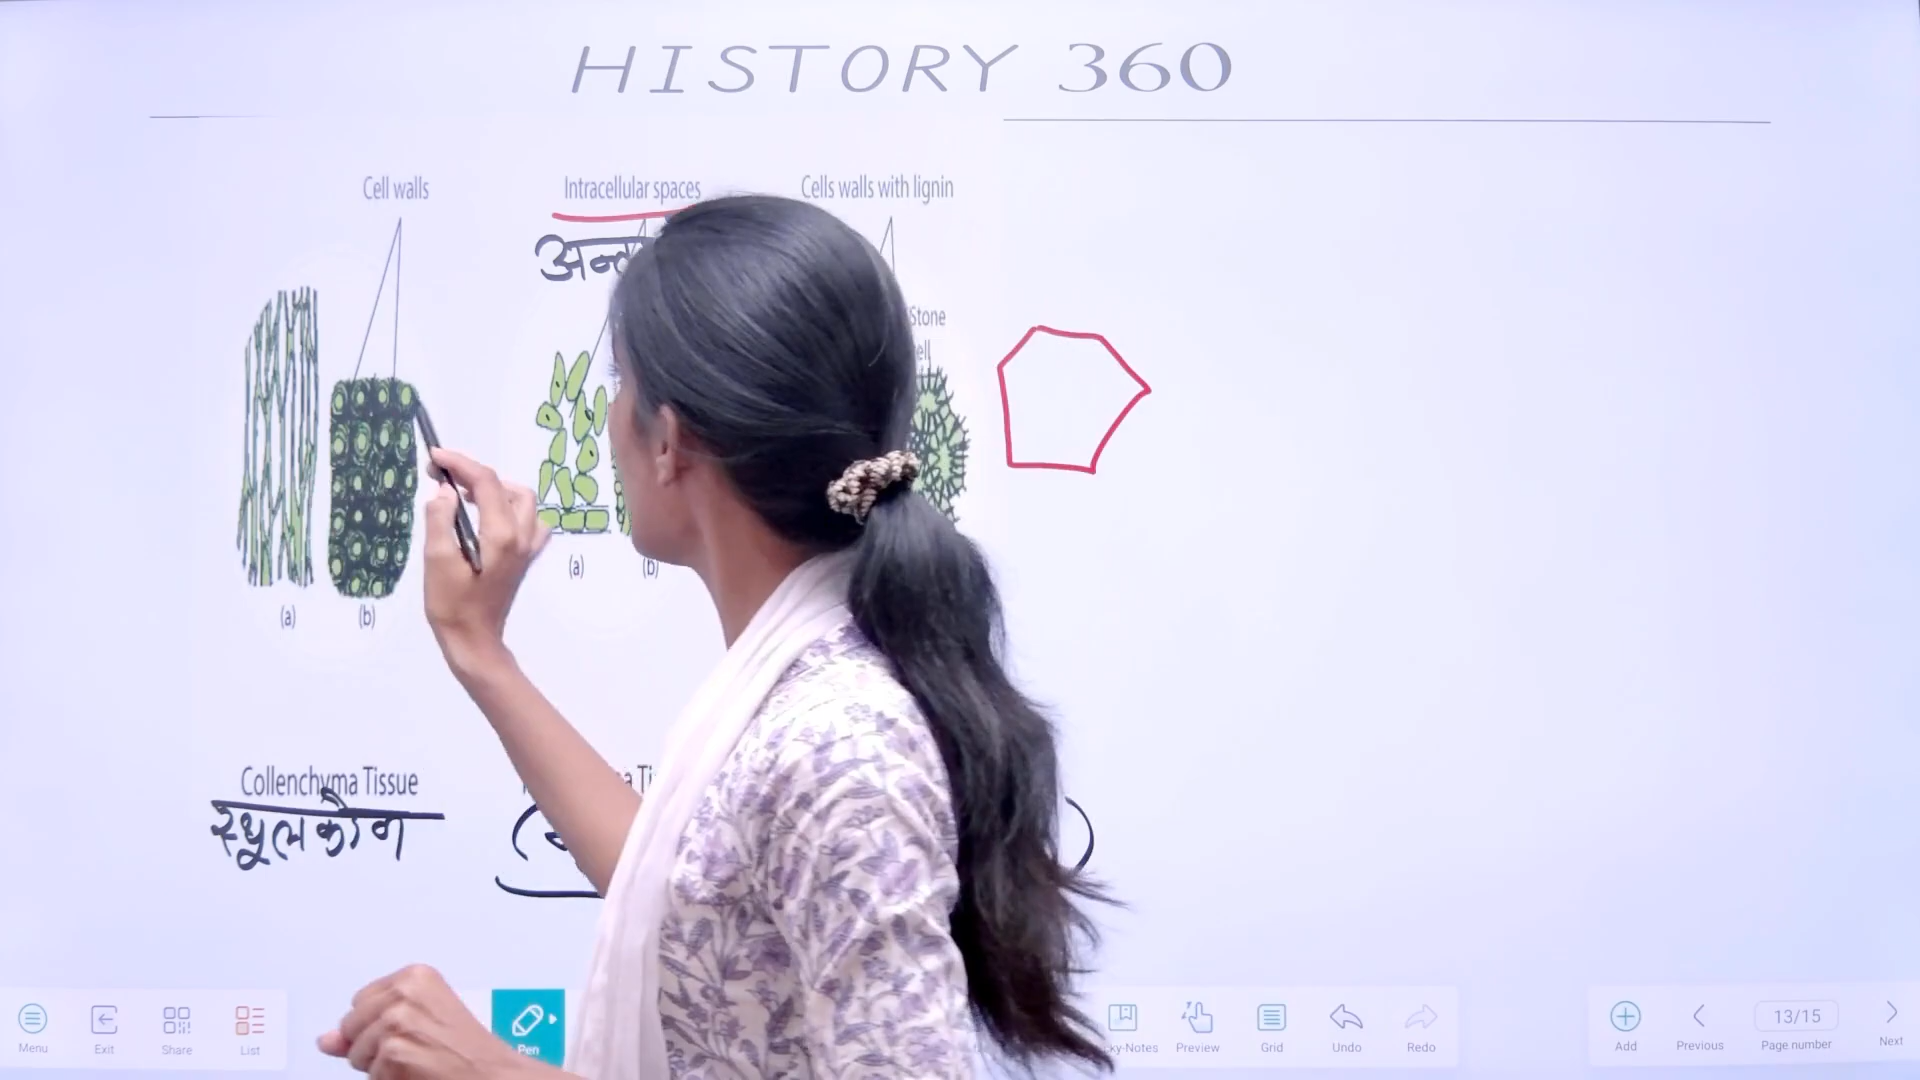 HISTORY 360
Cell walls
Intracellular spaces
Cells walls with lignin
Stone
(a)
(b)
(a)
(b)
Collenchyma Tissue
स्थूलकोण
Menu
Exit
Share
List
Pen
Preview
Grid
Undo
Redo
Add
Previous
13/15
Page number
Next